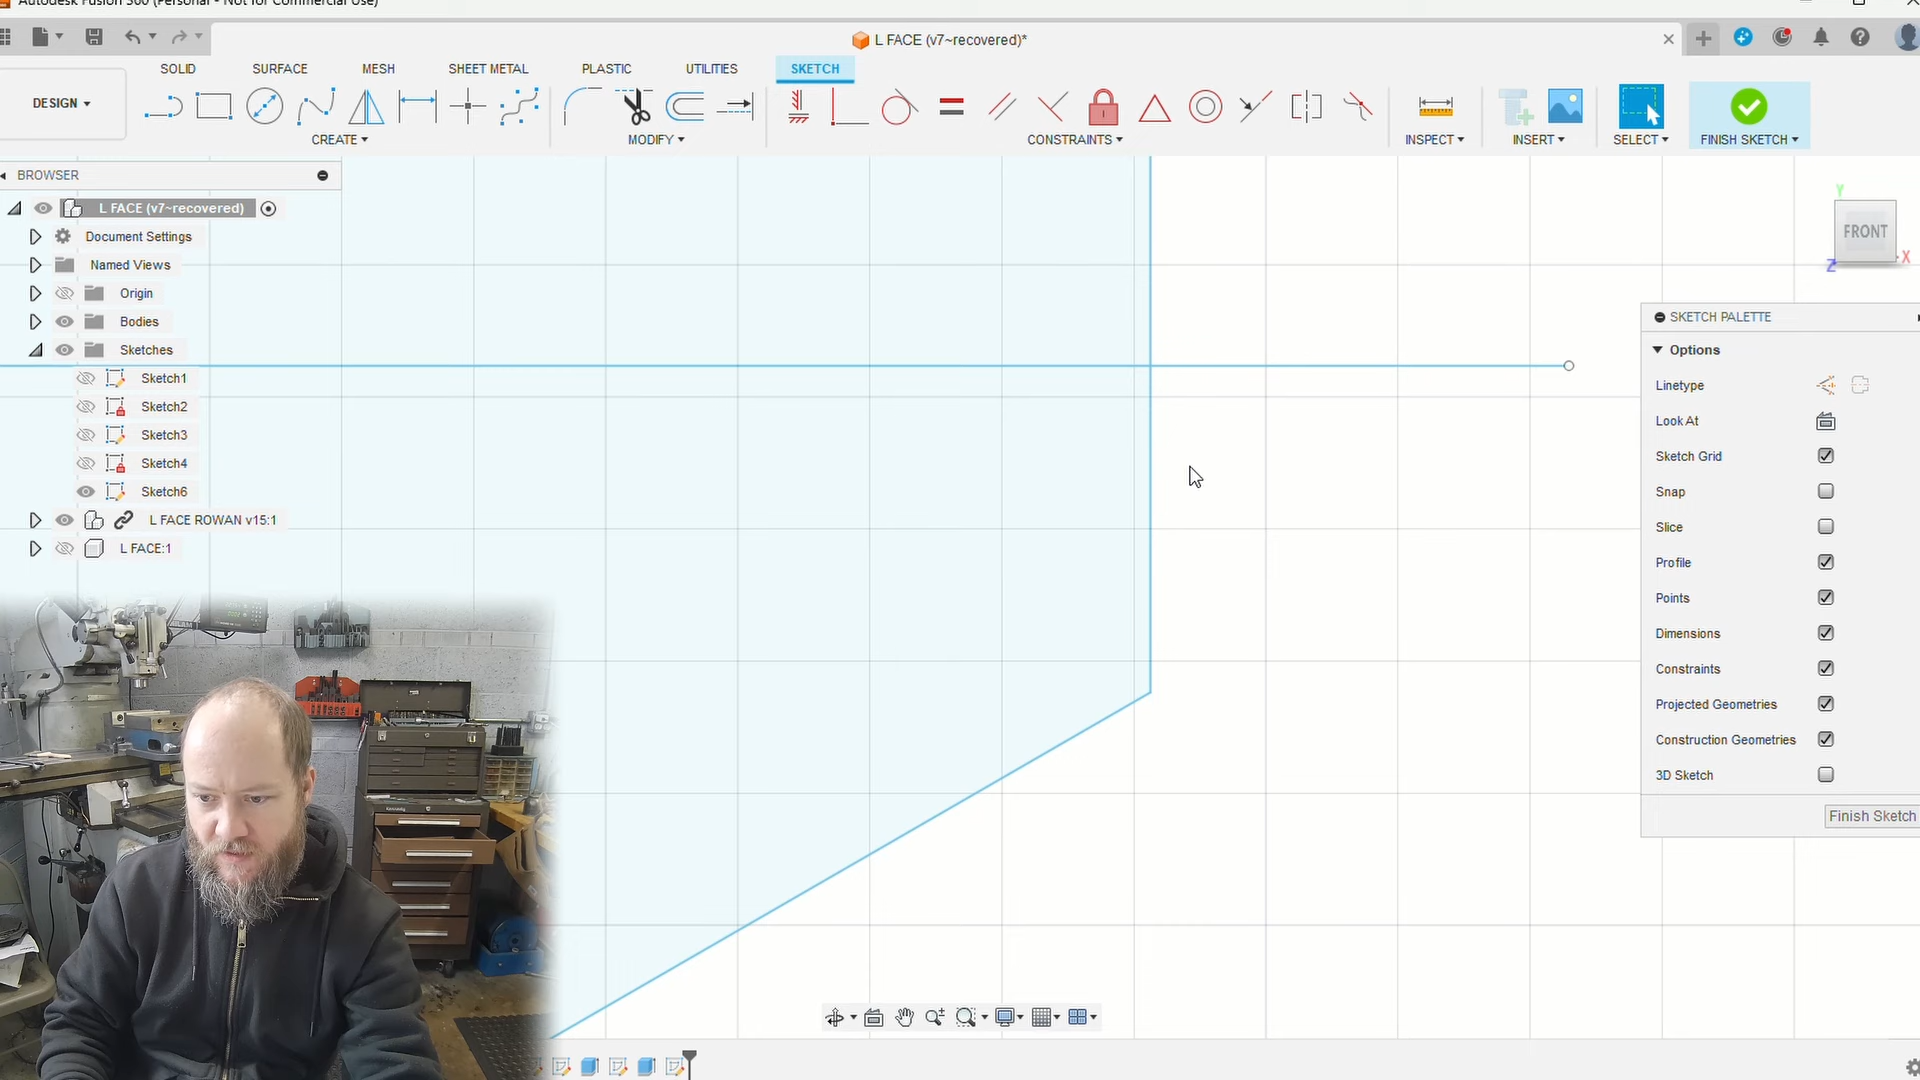 Autodesk Fusion 360 (Personal - Not for Commercial Use)
L FACE (v7~recovered)*
SOLID SURFACE MESH SHEET METAL PLASTIC UTILITIES SKETCH
DESIGN
CREATE MODIFY CONSTRAINTS INSPECT INSERT SELECT FINISH SKETCH
BROWSER
L FACE (v7~recovered)
Document Settings
Named Views
Origin
Bodies
Sketches
Sketch1
Sketch2
Sketch3
Sketch4
Sketch6
L FACE ROWAN v15:1
L FACE:1
Y
FRONT
X
Z
SKETCH PALETTE
Options
Linetype
Look At
Sketch Grid
Snap
Slice
Profile
Points
Dimensions
Constraints
Projected Geometries
Construction Geometries
3D Sketch
Finish Sketch